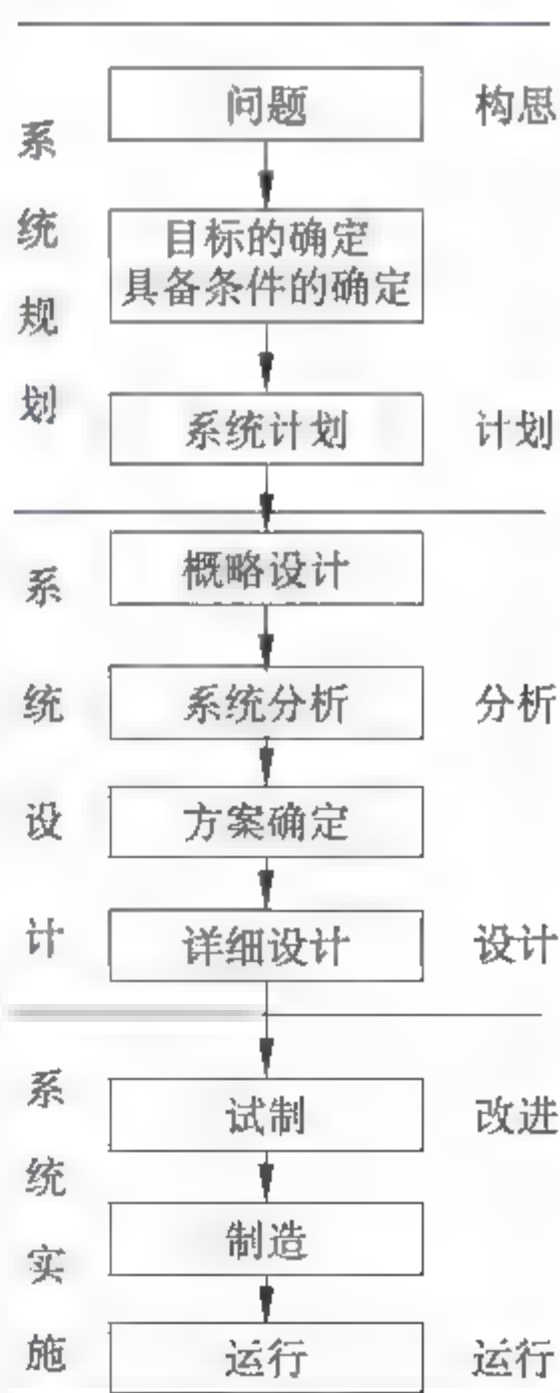 系统规划
问题
构思
目标的确定
具备条件的确定
系统计划
计划
系统设计
概略设计
系统分析
分析
方案确定
详细设计
设计
系统实施
试制
改进
制造
运行
运行